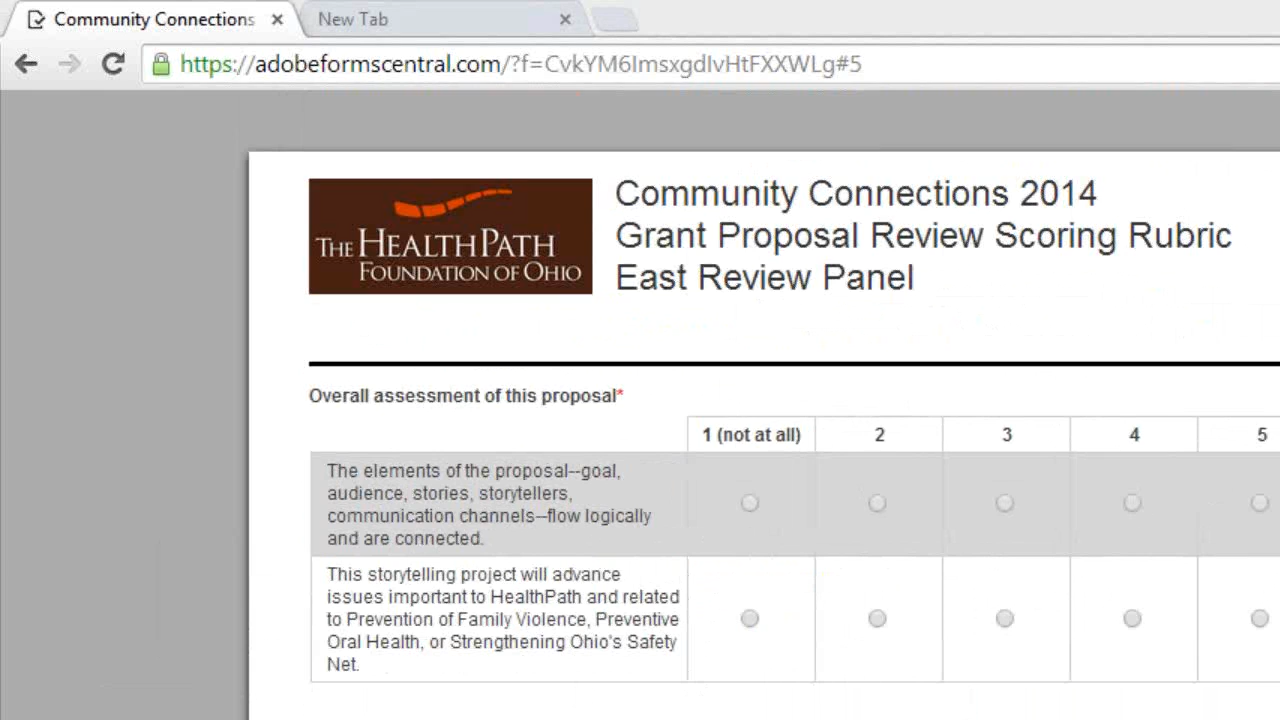 Community Connections
New Tab
https://adobeformscentral.com/?f=CvkYM6ImsxgdIvHtFXXWLg#5
THE HEALTHPATH
FOUNDATION OF OHIO
Community Connections 2014
Grant Proposal Review Scoring Rubric
East Review Panel
Overall assessment of this proposal*
1 (not at all) 2 3 4 5
The elements of the proposal--goal,
audience, stories, storytellers,
communication channels--flow logically
and are connected.
This storytelling project will advance
issues important to HealthPath and related
to Prevention of Family Violence, Preventive
Oral Health, or Strengthening Ohio's Safety
Net.